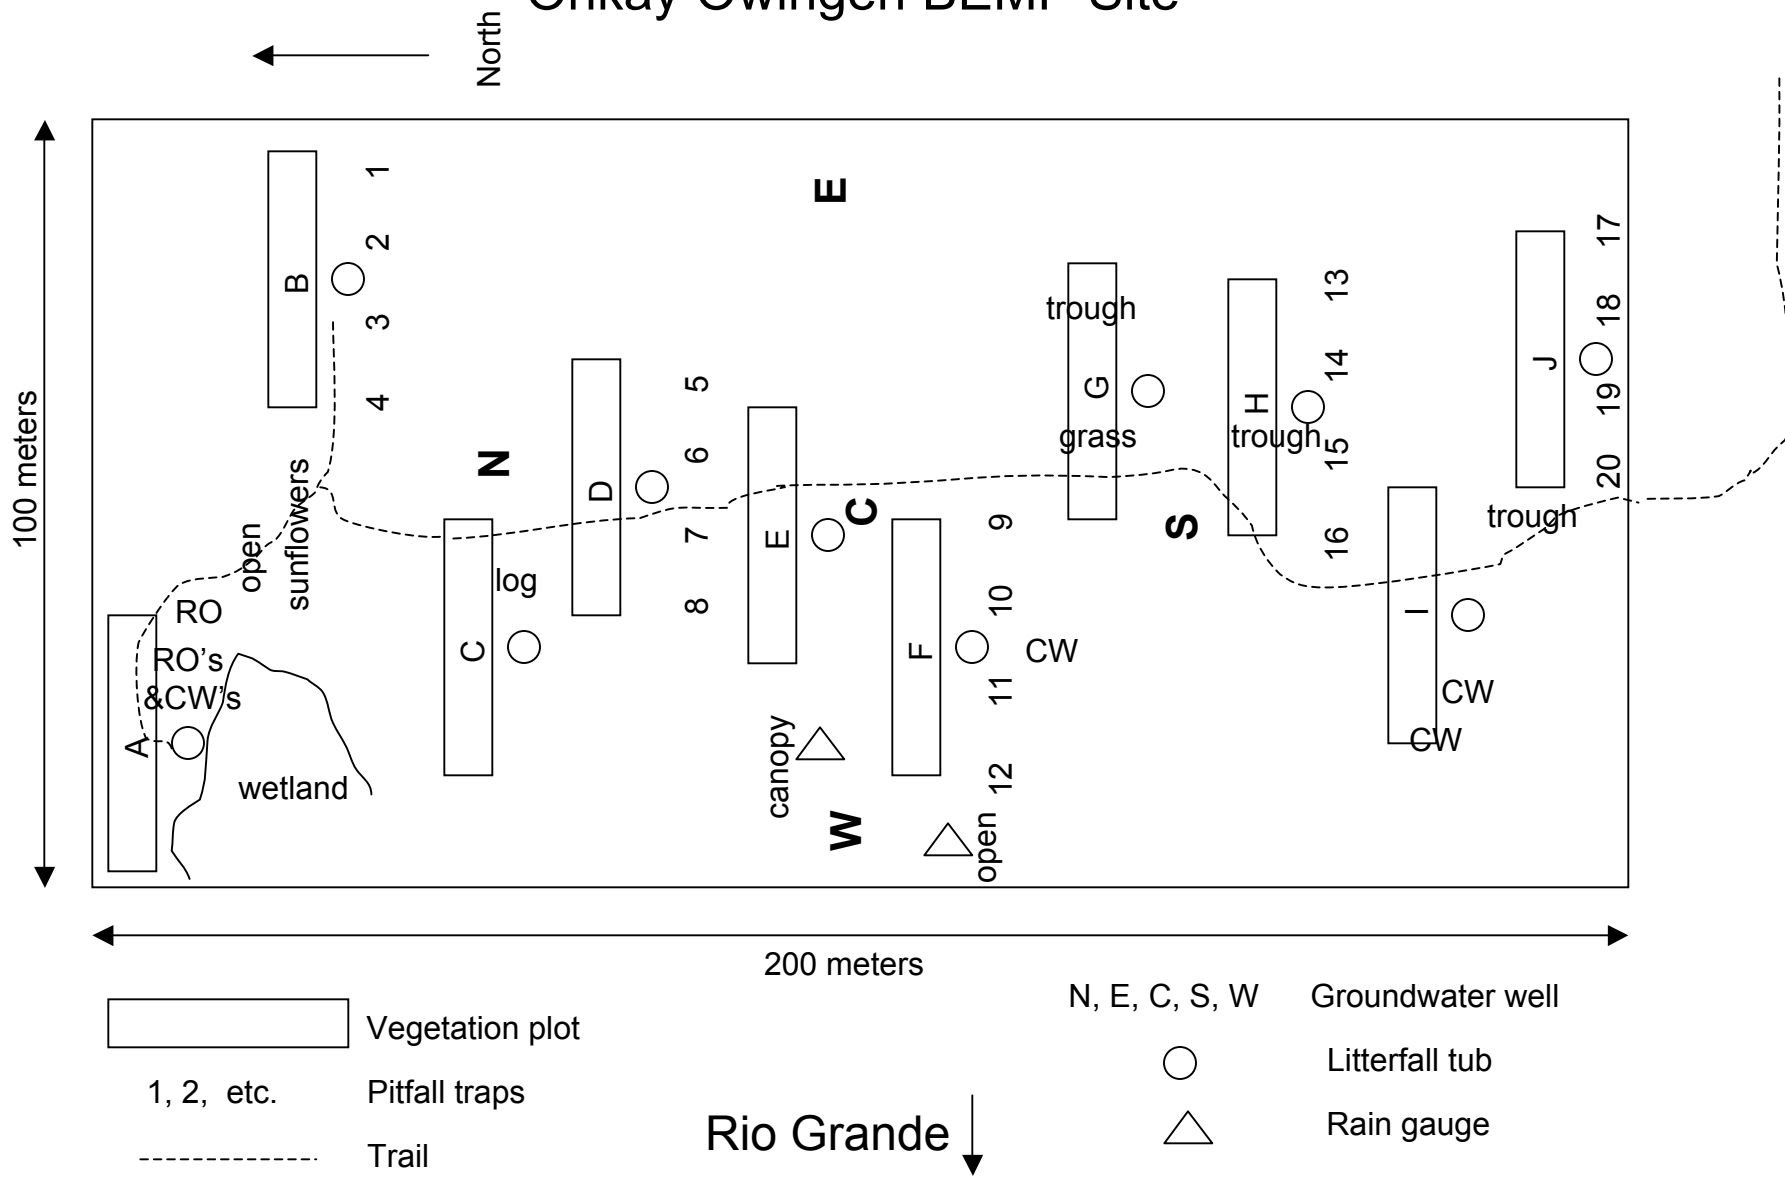 Ohkay Owingeh BEMP Site
North
100 meters
B
1
2
3
4
E
N
open
sunflowers
RO
RO's
&CW's
A
wetland
C
log
D
5
6
7
8
E
C
F
9
10
11
12
CW
canopy
W
open
trough
G
grass
S
H
trough
13
14
15
16
I
CW
CW
J
trough
17
18
19
20
200 meters
Vegetation plot
1, 2, etc. Pitfall traps
Trail
Rio Grande
N, E, C, S, W Groundwater well
Litterfall tub
Rain gauge